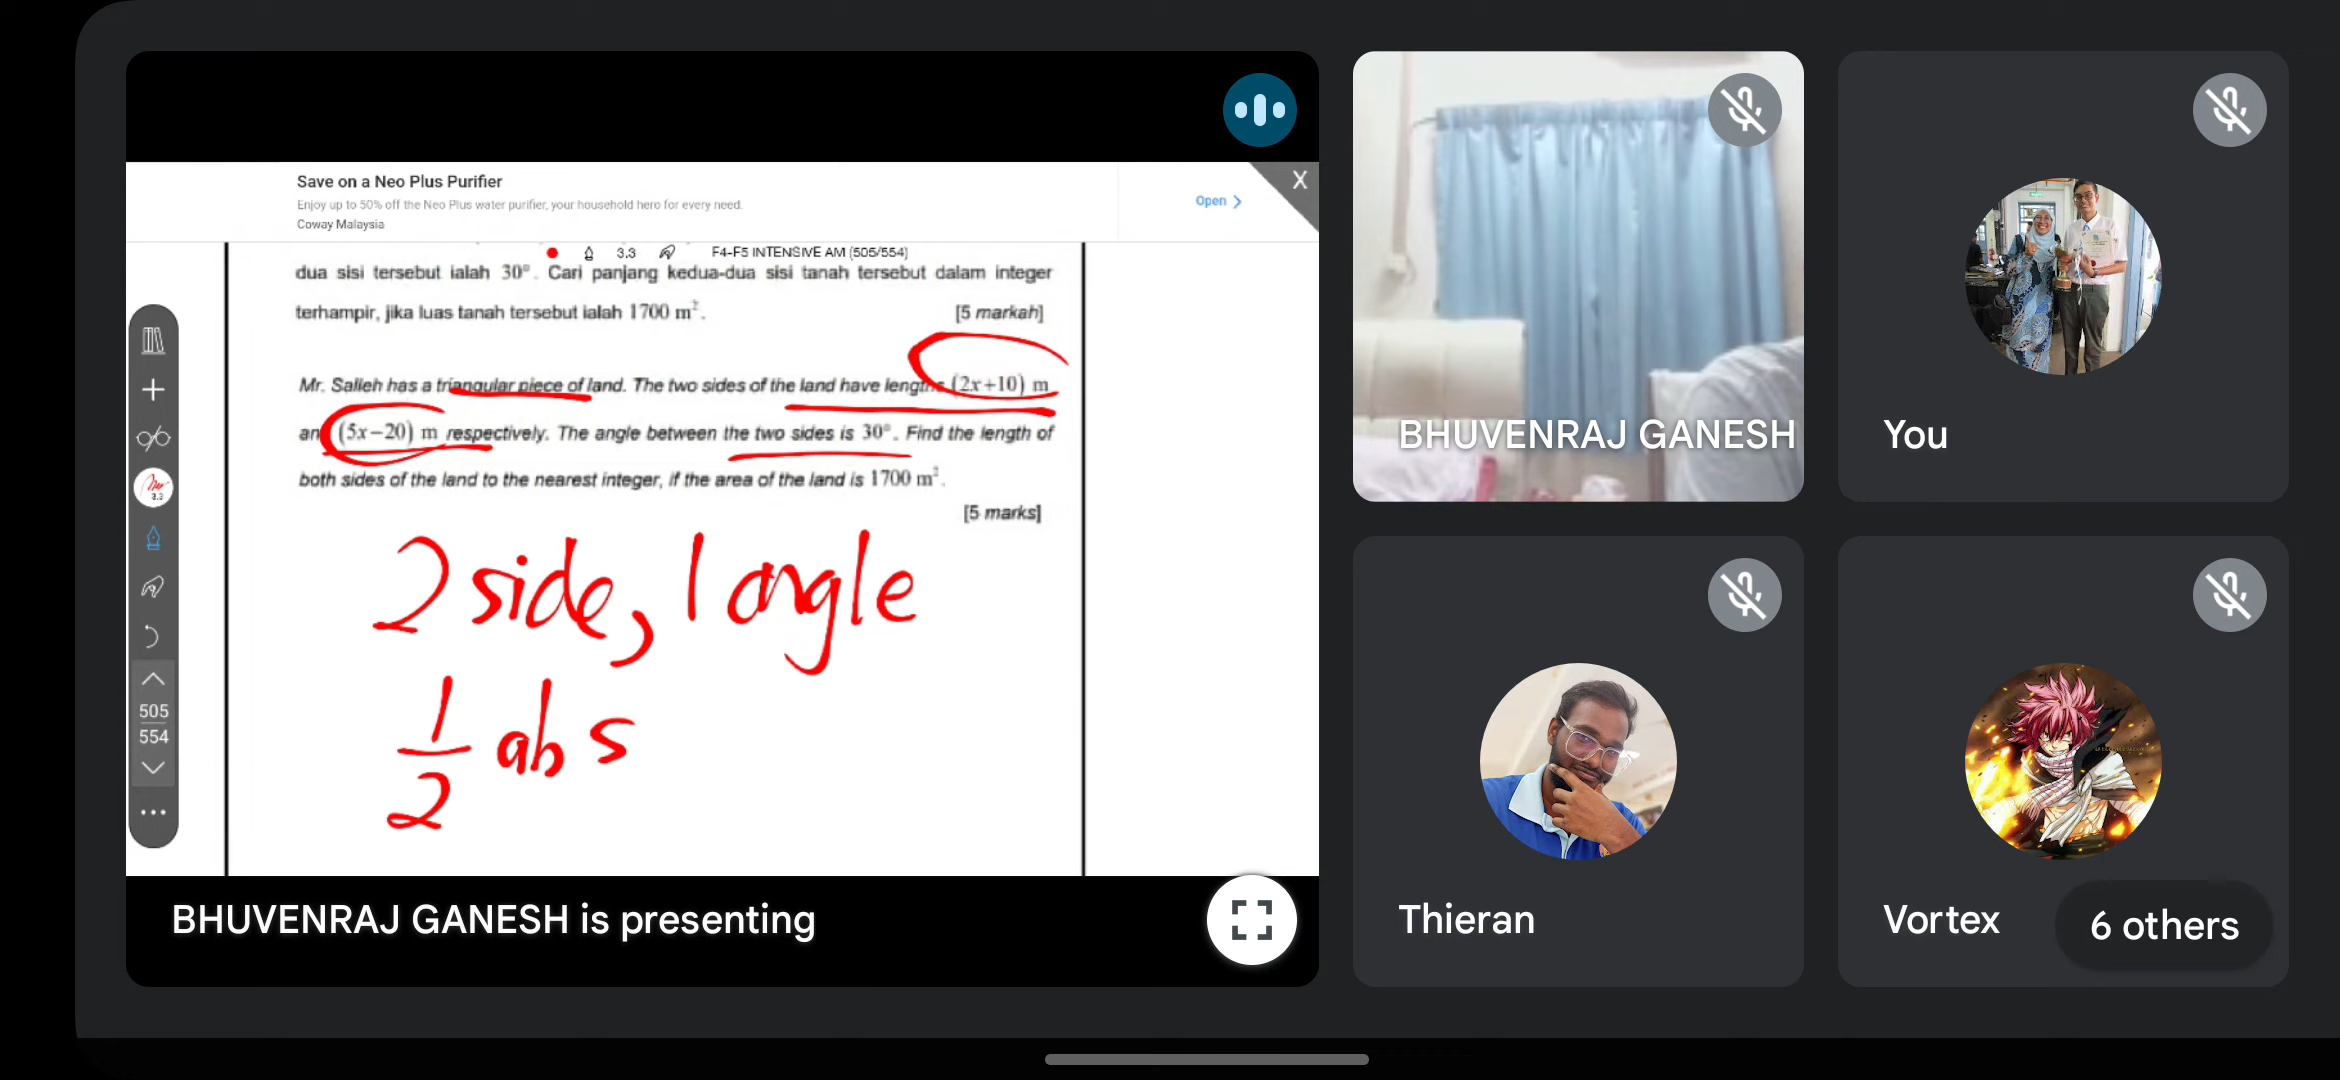 Save on a Neo Plus Purifier
Enjoy up to 50% off the Neo Plus water purifier, your household hero for every need.
Coway Malaysia
Open
X
3.3 F4-F5 INTENSIVE AM (505/554)
dua sisi tersebut ialah 30°. Cari panjang kedua-dua sisi tanah tersebut dalam integer
terhampir, jika luas tanah tersebut ialah 1700 m².
[5 markah]
Mr. Salleh has a triangular piece of land. The two sides of the land have length (2x+10) m
an (5x−20) m respectively. The angle between the two sides is 30°. Find the length of
both sides of the land to the nearest integer, if the area of the land is 1700 m².
[5 marks]
2 side, 1 angle
1/2 ab s
3.3
505
554
BHUVENRAJ GANESH is presenting
BHUVENRAJ GANESH
You
Thieran
Vortex
6 others